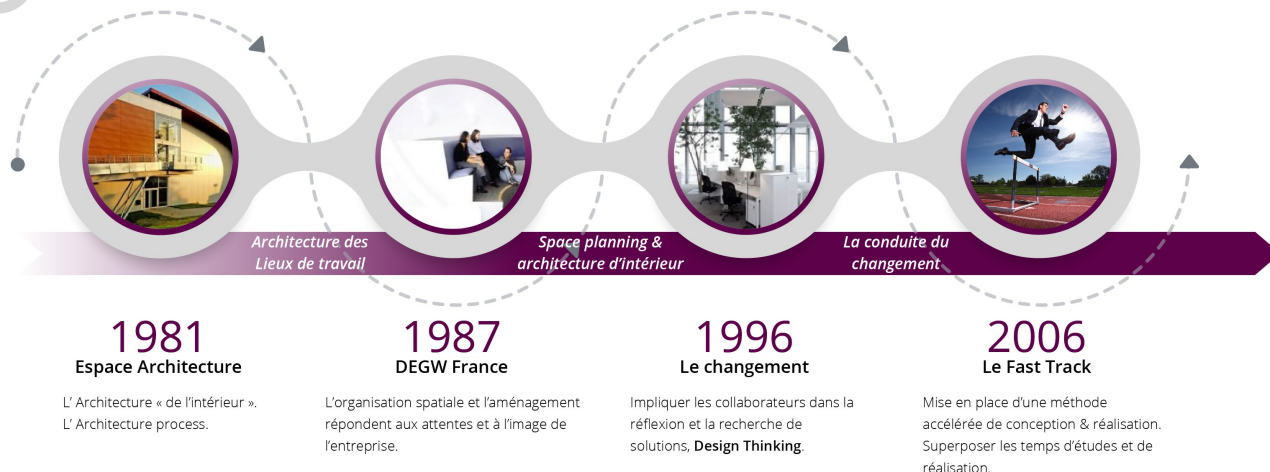 Architecture des
Lieux de travail
Space planning &
architecture d’intérieur
La conduite du
changement
1981
Espace Architecture
L’ Architecture « de l’intérieur ».
L’ Architecture process.
1987
DEGW France
L’organisation spatiale et l’aménagement
répondent aux attentes et à l’image de
l’entreprise.
1996
Le changement
Impliquer les collaborateurs dans la
réflexion et la recherche de
solutions, Design Thinking.
2006
Le Fast Track
Mise en place d’une méthode
accélérée de conception & réalisation.
Superposer les temps d’études et de
réalisation.